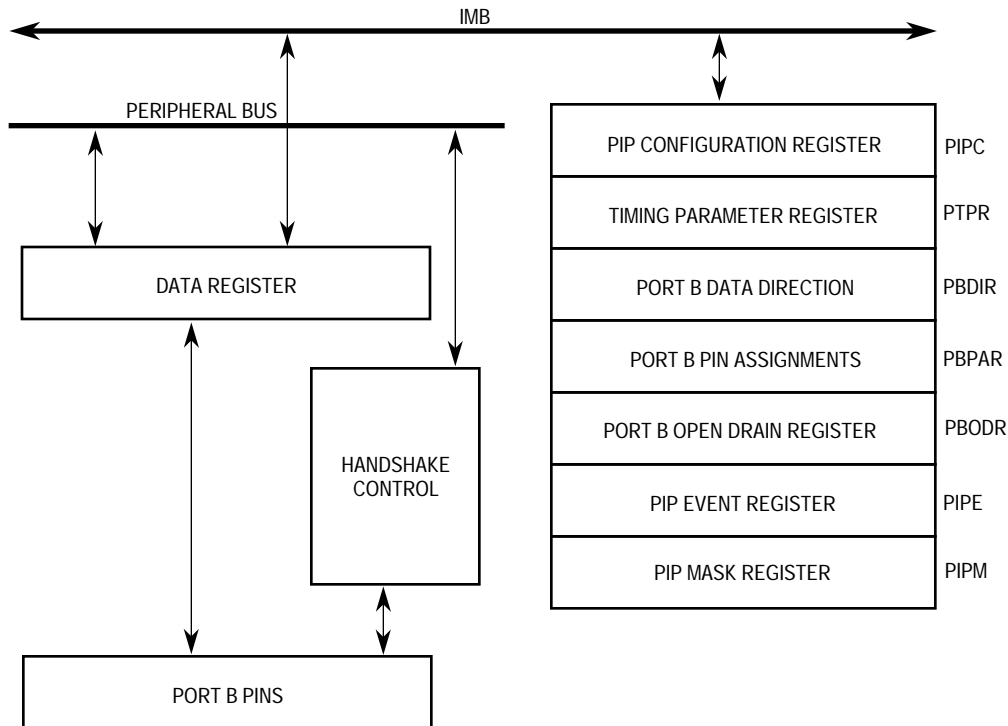 IMB
PERIPHERAL BUS
DATA REGISTER
HANDSHAKE
CONTROL
PORT B PINS
PIP CONFIGURATION REGISTER PIPC
TIMING PARAMETER REGISTER PTPR
PORT B DATA DIRECTION PBDIR
PORT B PIN ASSIGNMENTS PBPAR
PORT B OPEN DRAIN REGISTER PBODR
PIP EVENT REGISTER PIPE
PIP MASK REGISTER PIPM